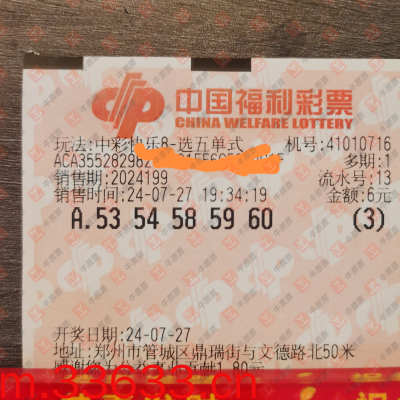 中国福利彩票
CHINA WELFARE LOTTERY
玩法:中彩快乐8-选五单式 机号:41010716
多期:1
销售期:2024199 流水号:13
销售时间:24-07-27 19:34:19 金额:6元
A.53 54 58 59 60 (3)
开奖日期:24-07-27
地址:郑州市管城区鼎瑞街与文德路北50米
1.80元